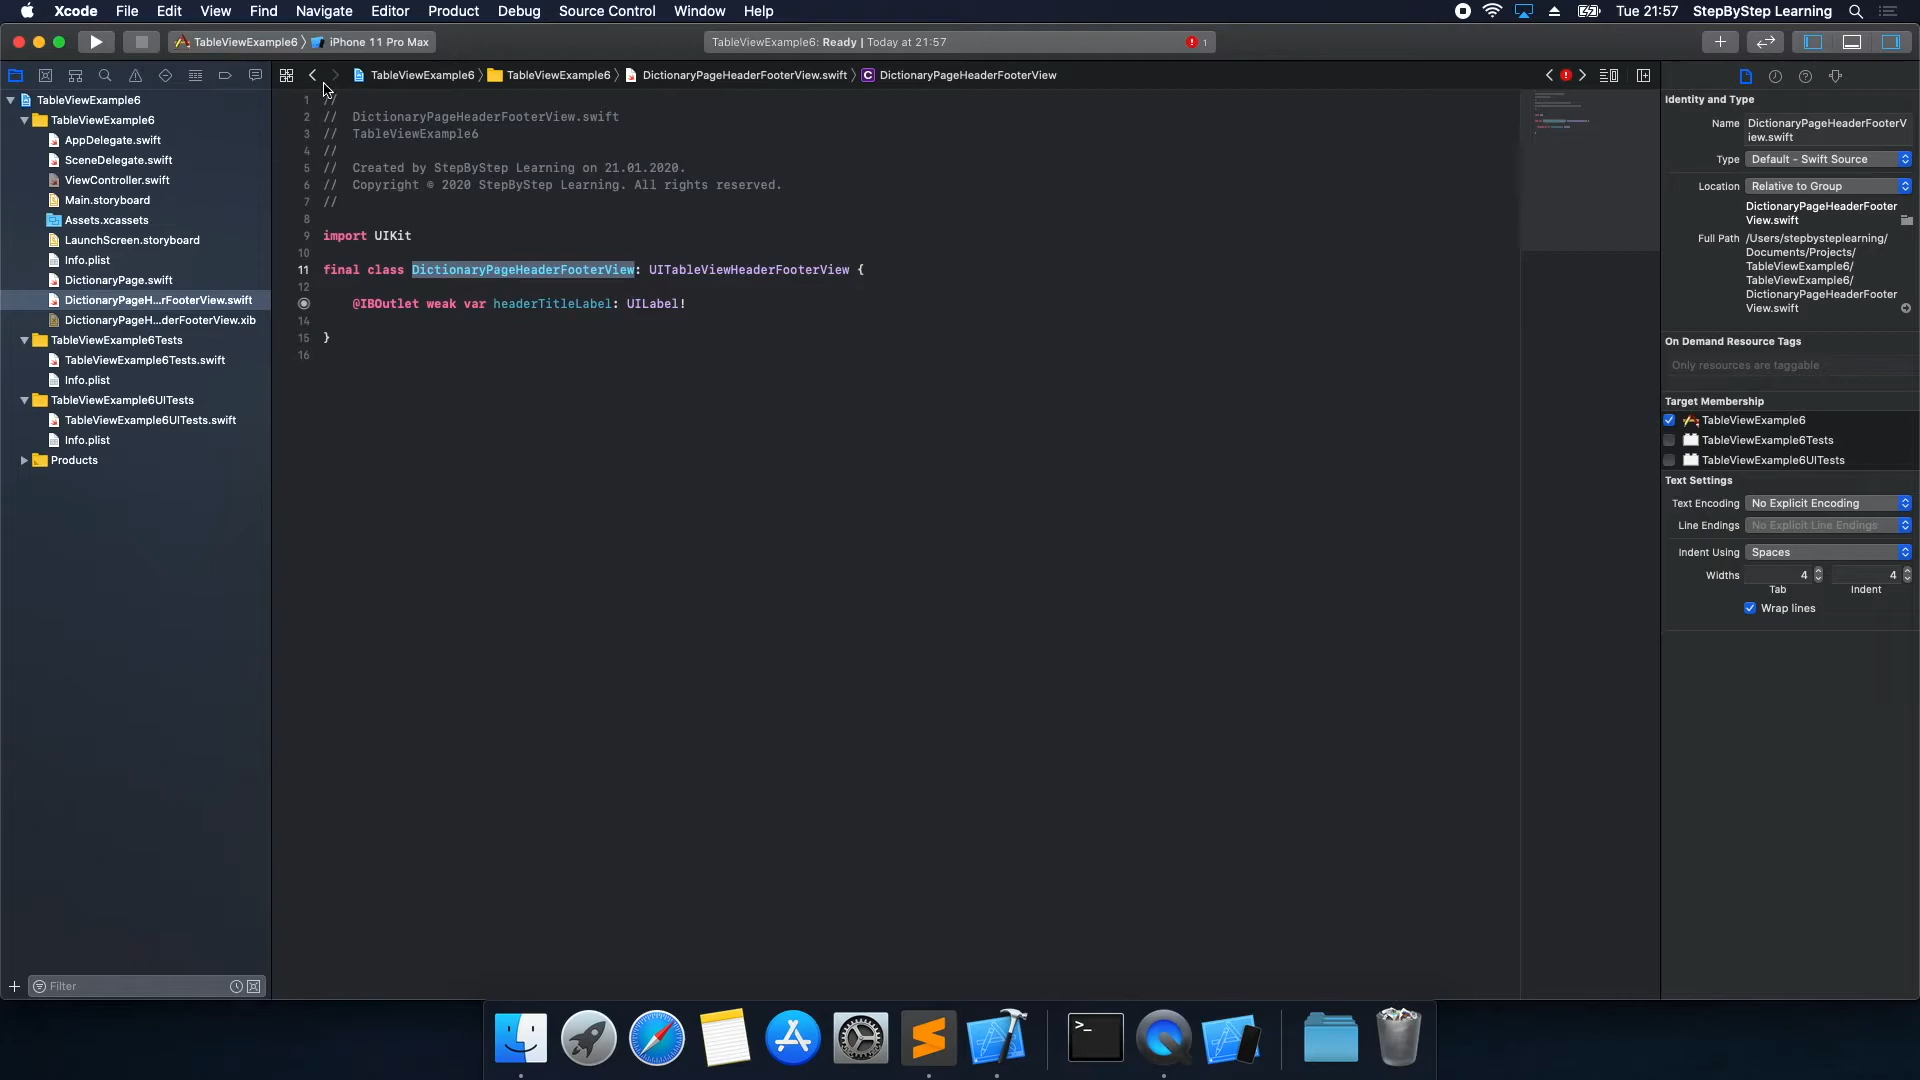 Xcode File Edit View Find Navigate Editor Product Debug Source Control Window Help Tue 21:57 StepByStep Learning
TableViewExample6 iPhone 11 Pro Max TableViewExample6: Ready | Today at 21:57 1
TableViewExample6 TableViewExample6 DictionaryPageHeaderFooterView.swift C DictionaryPageHeaderFooterView
TableViewExample6
TableViewExample6
AppDelegate.swift
SceneDelegate.swift
ViewController.swift
Main.storyboard
Assets.xcassets
LaunchScreen.storyboard
Info.plist
DictionaryPage.swift
DictionaryPageH...rFooterView.swift
DictionaryPageH...derFooterView.xib
TableViewExample6Tests
TableViewExample6Tests.swift
Info.plist
TableViewExample6UITests
TableViewExample6UITests.swift
Info.plist
Products
Filter
1 //
2 // DictionaryPageHeaderFooterView.swift
3 // TableViewExample6
4 //
5 // Created by StepByStep Learning on 21.01.2020.
6 // Copyright © 2020 StepByStep Learning. All rights reserved.
7 //
8
9 import UIKit
10
11 final class DictionaryPageHeaderFooterView: UITableViewHeaderFooterView {
12
@IBOutlet weak var headerTitleLabel: UILabel!
14
15 }
16
Identity and Type
Name DictionaryPageHeaderFooterV
iew.swift
Type Default - Swift Source
Location Relative to Group
DictionaryPageHeaderFooter
View.swift
Full Path /Users/stepbysteplearning/
Documents/Projects/
TableViewExample6/
TableViewExample6/
DictionaryPageHeaderFooter
View.swift
On Demand Resource Tags
Only resources are taggable
Target Membership
TableViewExample6
TableViewExample6Tests
TableViewExample6UITests
Text Settings
Text Encoding No Explicit Encoding
Line Endings No Explicit Line Endings
Indent Using Spaces
Widths 4 4
Tab Indent
Wrap lines